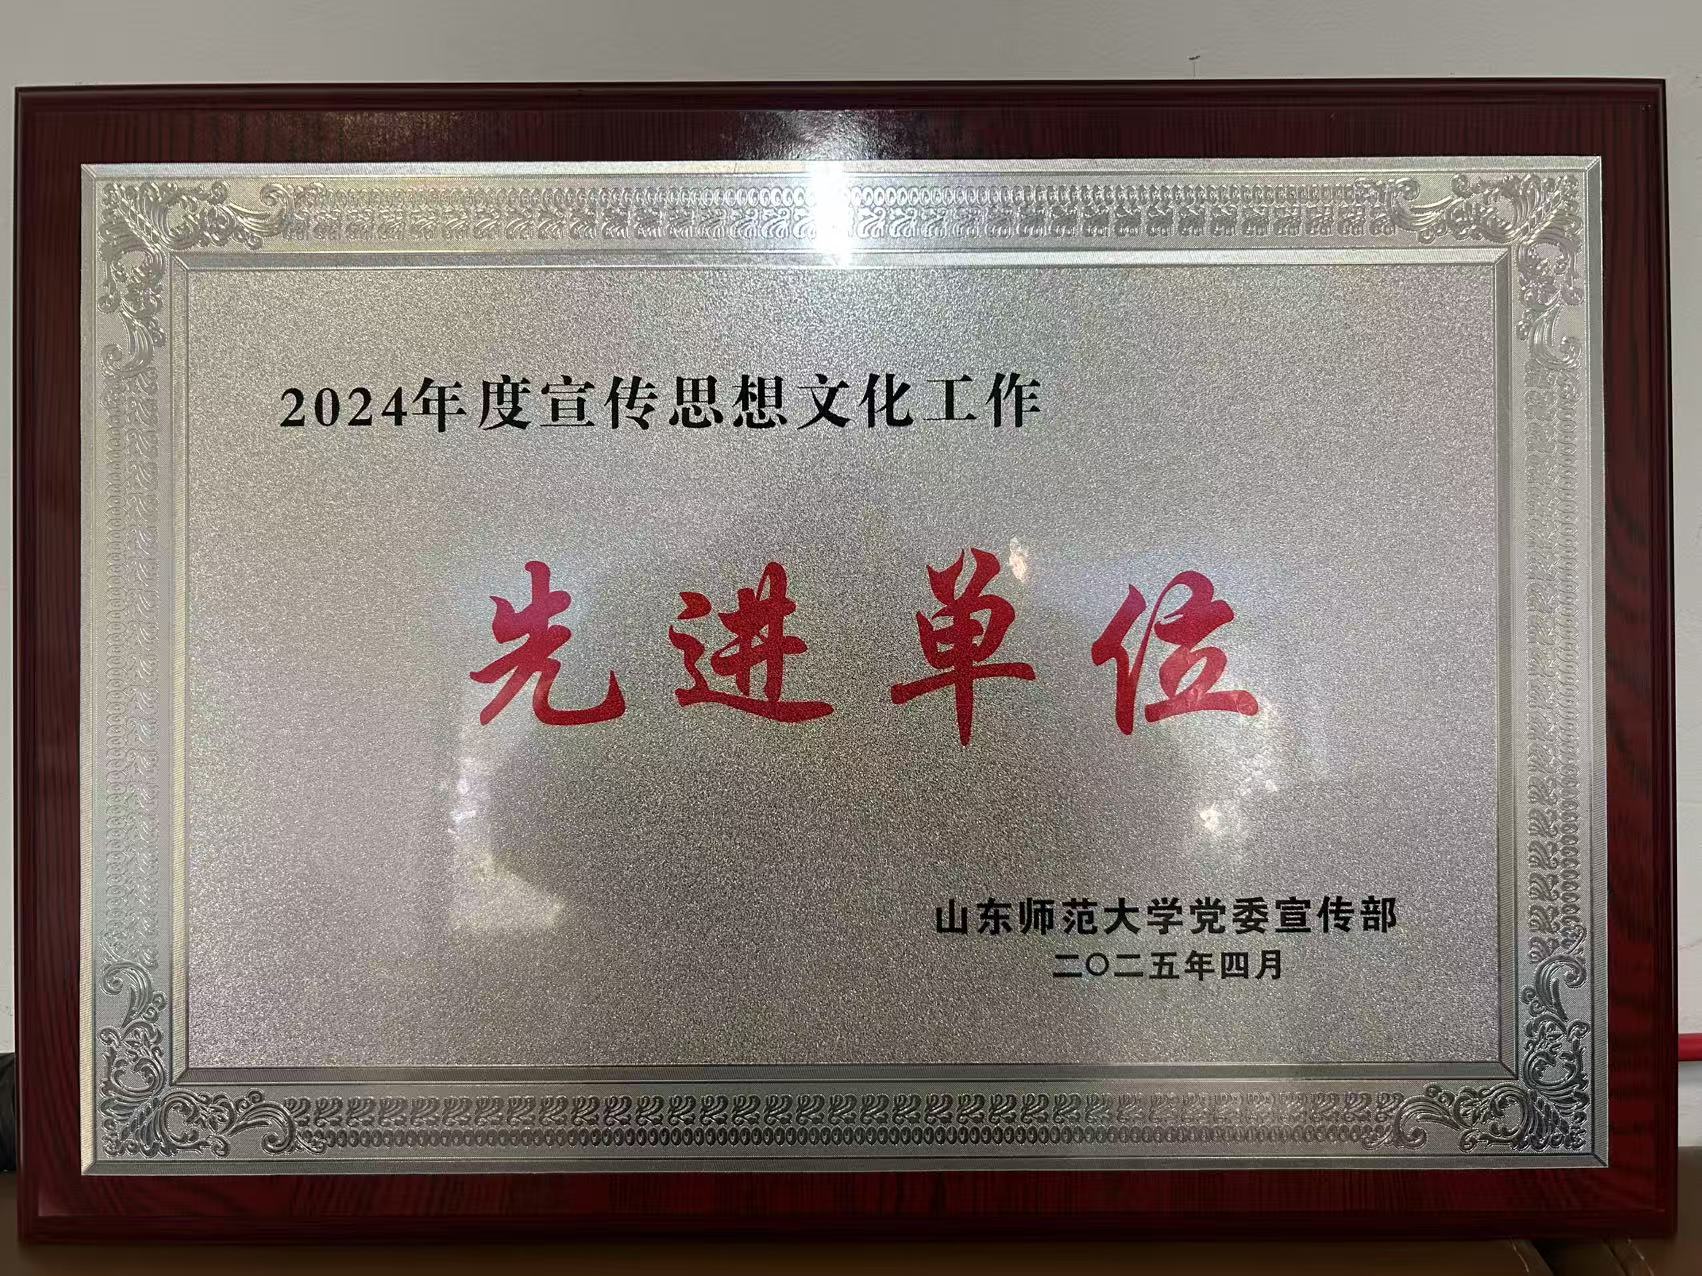 2024年度宣传思想文化工作
先进单位
山东师范大学党委宣传部
二〇二五年四月